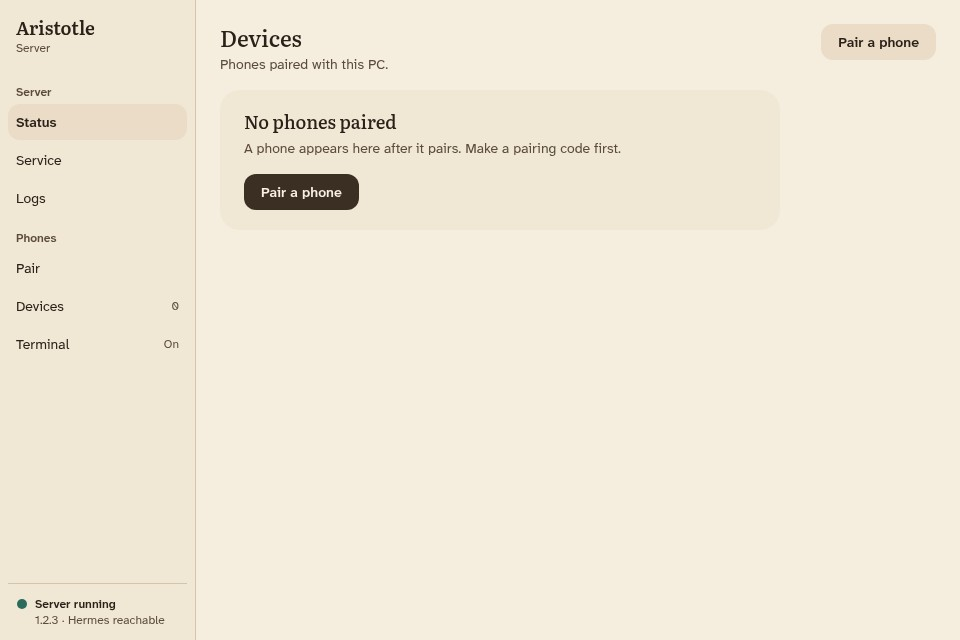 Aristotle
Server
Server
Status
Service
Logs
Phones
Pair
Devices 0
Terminal On
Server running
1.2.3 · Hermes reachable
Devices
Phones paired with this PC.
Pair a phone
No phones paired
A phone appears here after it pairs. Make a pairing code first.
Pair a phone